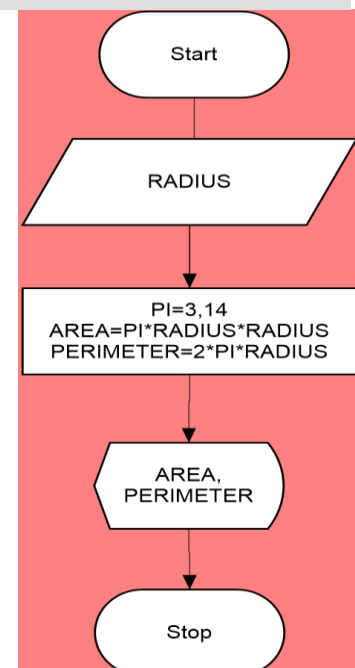 Start
RADIUS
PI=3,14
AREA=PI*RADIUS*RADIUS
PERIMETER=2*PI*RADIUS
AREA,
PERIMETER
Stop